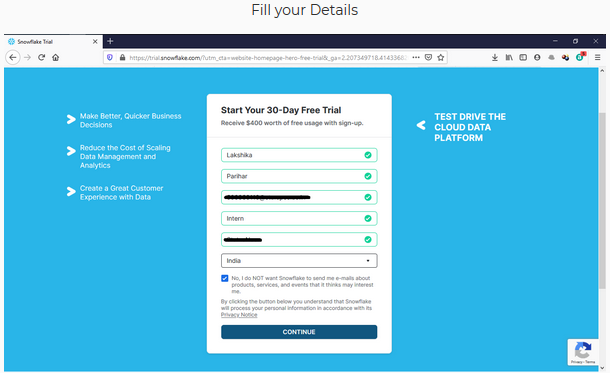 Fill your Details
Snowflake Trial
https://trial.snowflake.com/?utm_cta=website-homepage-hero-free-trial&_ga=2.207349718.414336
Make Better, Quicker Business
Decisions
Reduce the Cost of Scaling
Data Management and
Analytics
Create a Great Customer
Experience with Data
Start Your 30-Day Free Trial
Receive $400 worth of free usage with sign-up.
Lakshika
Parihar
Intern
India
No, I do NOT want Snowflake to send me e-mails about
products, services, and events that it thinks may interest
me.
By clicking the button below you understand that Snowflake
will process your personal information in accordance with its
Privacy Notice
CONTINUE
TEST DRIVE THE
CLOUD DATA
PLATFORM
Privacy - Terms